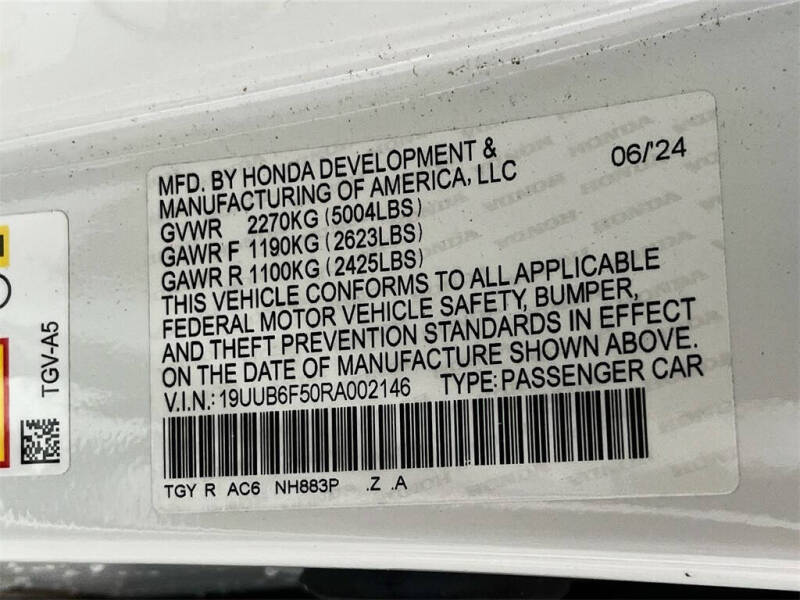 MFD. BY HONDA DEVELOPMENT &
MANUFACTURING OF AMERICA, LLC
06/'24
GVWR 2270KG (5004LBS)
GAWR F 1190KG (2623LBS)
GAWR R 1100KG (2425LBS)
THIS VEHICLE CONFORMS TO ALL APPLICABLE
FEDERAL MOTOR VEHICLE SAFETY, BUMPER,
AND THEFT PREVENTION STANDARDS IN EFFECT
ON THE DATE OF MANUFACTURE SHOWN ABOVE.
V.I.N.: 19UUB6F50RA002146 TYPE: PASSENGER CAR
TGY R AC6 NH883P .Z .A
TGV-A5
HONDA